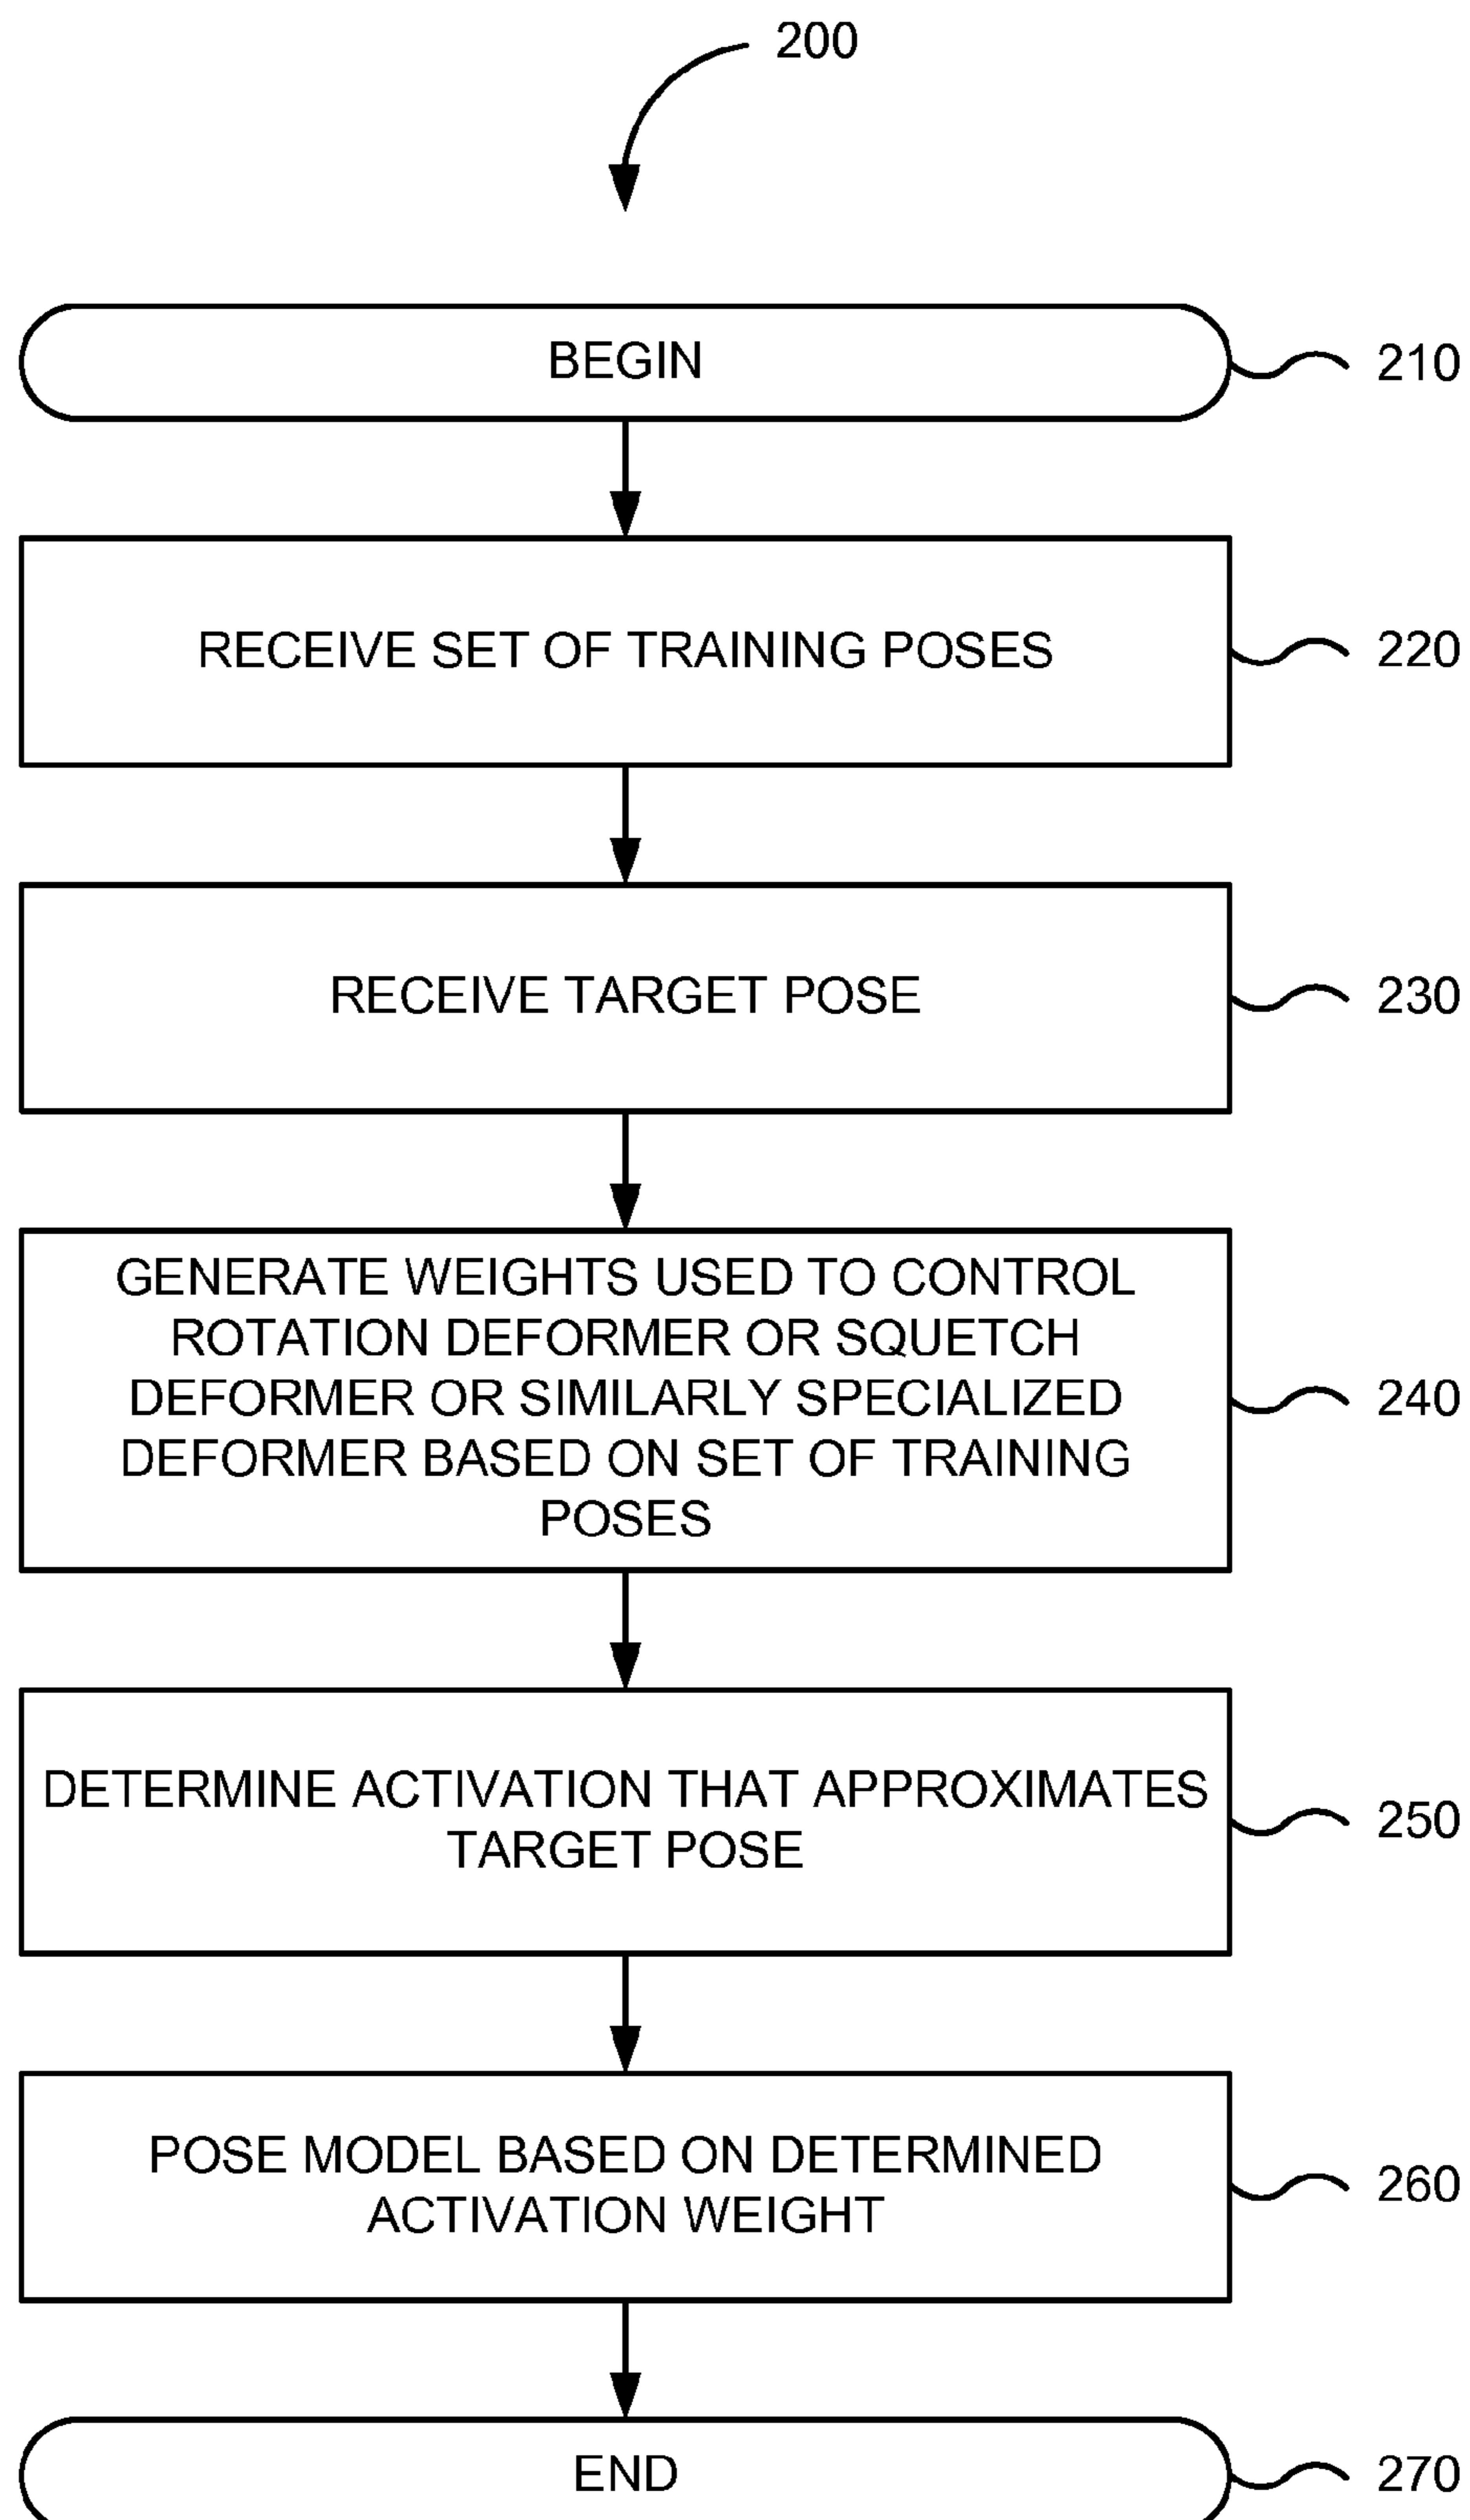 200
BEGIN
210
RECEIVE SET OF TRAINING POSES
220
RECEIVE TARGET POSE
230
GENERATE WEIGHTS USED TO CONTROL
ROTATION DEFORMER OR SQUETCH
DEFORMER OR SIMILARLY SPECIALIZED
DEFORMER BASED ON SET OF TRAINING
POSES
240
DETERMINE ACTIVATION THAT APPROXIMATES
TARGET POSE
250
POSE MODEL BASED ON DETERMINED
ACTIVATION WEIGHT
260
END
270